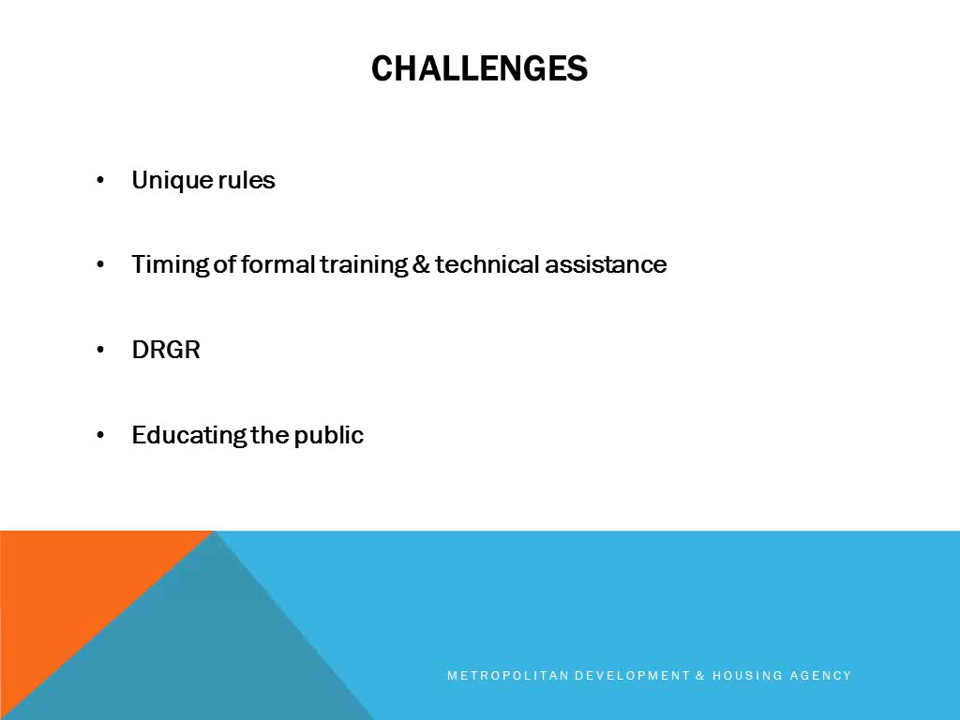 CHALLENGES
• Unique rules
• Timing of formal training & technical assistance
• DRGR
• Educating the public
METROPOLITAN DEVELOPMENT & HOUSING AGENCY